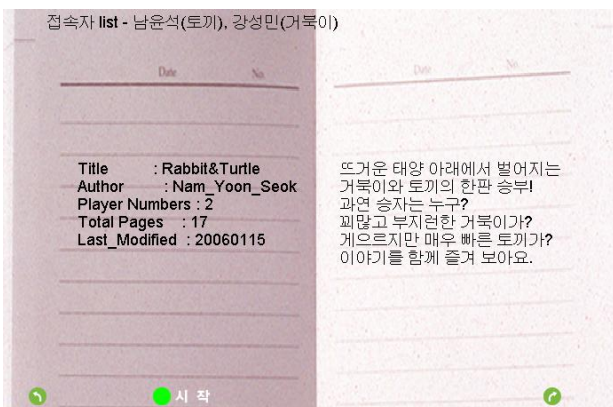 접속자 list - 남윤석(토끼), 강성민(거북이)
Date No.
Title : Rabbit&Turtle
Author : Nam_Yoon_Seok
Player Numbers : 2
Total Pages : 17
Last_Modified : 20060115
Date No.
뜨거운 태양 아래에서 벌어지는
거북이와 토끼의 한판 승부!
과연 승자는 누구?
꾀많고 부지런한 거북이가?
게으르지만 매우 빠른 토끼가?
이야기를 함께 즐겨 보아요.
시 작